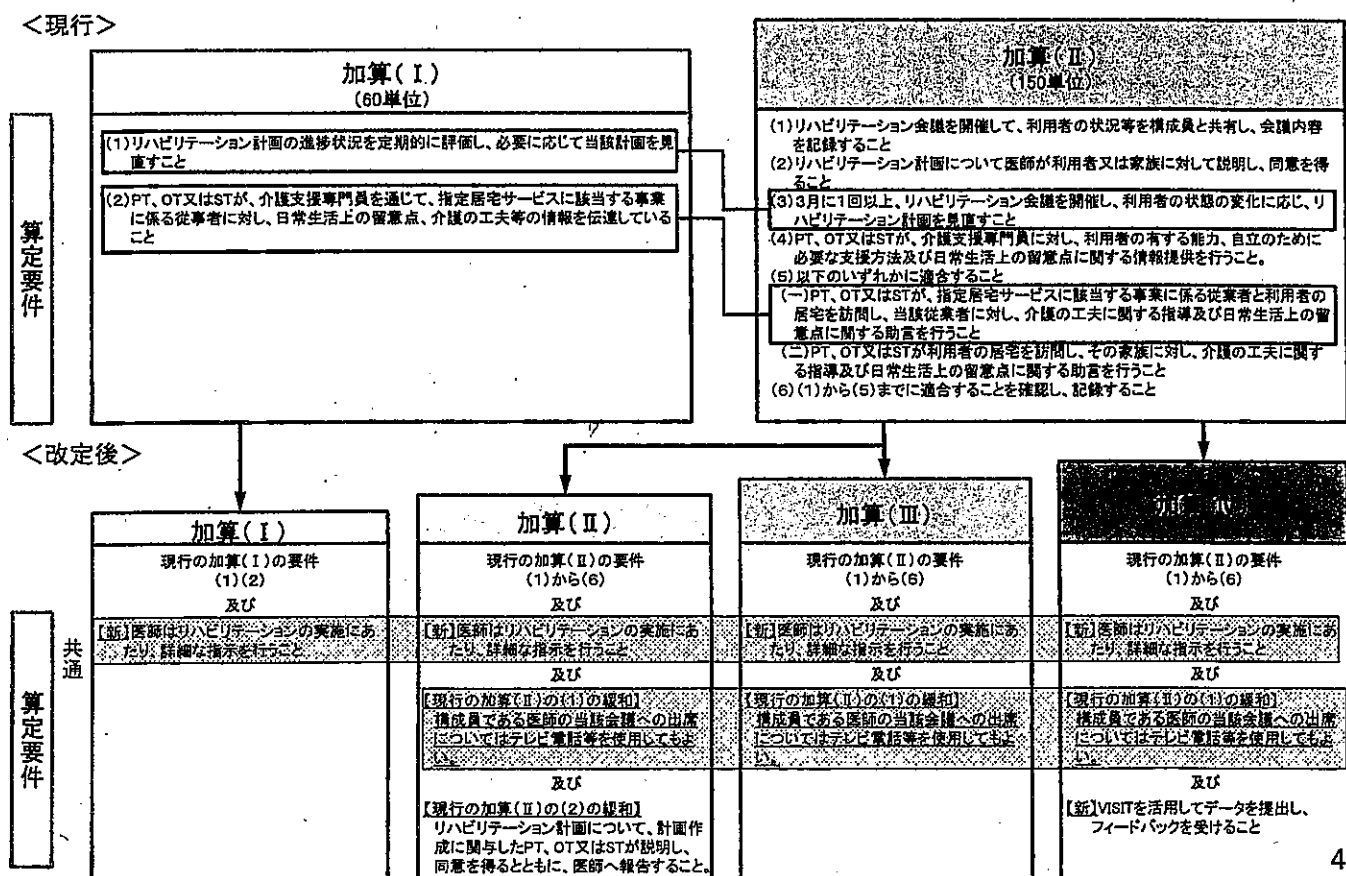 <現行>
加算(Ⅰ)
(60単位)
算定要件
(1)リハビリテーション計画の進捗状況を定期的に評価し、必要に応じて当該計画を見
直すこと
(2)PT、OT又はSTが、介護支援専門員を通じて、指定居宅サービスに該当する事業
に係る従事者に対し、日常生活上の留意点、介護の工夫等の情報を伝達している
こと
加算(Ⅱ)
(150単位)
(1)リハビリテーション会議を開催して、利用者の状況等を構成員と共有し、会議内容
を記録すること
(2)リハビリテーション計画について医師が利用者又は家族に対して説明し、同意を得
ること
(3)3月に1回以上、リハビリテーション会議を開催し、利用者の状態の変化に応じ、リ
ハビリテーション計画を見直すこと
(4)PT、OT又はSTが、介護支援専門員に対し、利用者の有する能力、自立のために
必要な支援方法及び日常生活上の留意点に関する情報提供を行うこと。
(5)以下のいずれかに適合すること
(一)PT、OT又はSTが、指定居宅サービスに該当する事業に係る従業者と利用者の
居宅を訪問し、当該従業者に対し、介護の工夫に関する指導及び日常生活上の留
意点に関する助言を行うこと
(二)PT、OT又はSTが利用者の居宅を訪問し、その家族に対し、介護の工夫に関す
る指導及び日常生活上の留意点に関する助言を行うこと
(6)(1)から(5)までに適合することを確認し、記録すること
<改定後>
算定要件
共通
加算(Ⅰ)
現行の加算(Ⅰ)の要件
(1)(2)
及び
【新】医師はリハビリテーションの実施にあ
たり、詳細な指示を行うこと
加算(Ⅱ)
現行の加算(Ⅱ)の要件
(1)から(6)
及び
【新】医師はリハビリテーションの実施にあ
たり、詳細な指示を行うこと
及び
【現行の加算(Ⅱ)の(1)の緩和】
構成員である医師の当該会議への出席
についてはテレビ電話等を使用してもよ
い。
及び
【現行の加算(Ⅱ)の(2)の緩和】
リハビリテーション計画について、計画作
成に関与したPT、OT又はSTが説明し、
同意を得るとともに、医師へ報告すること。
加算(Ⅲ)
現行の加算(Ⅱ)の要件
(1)から(6)
及び
【新】医師はリハビリテーションの実施にあ
たり、詳細な指示を行うこと
及び
【現行の加算(Ⅱ)の(1)の緩和】
構成員である医師の当該会議への出席
についてはテレビ電話等を使用してもよ
い。
加算(Ⅳ)
現行の加算(Ⅱ)の要件
(1)から(6)
及び
【新】医師はリハビリテーションの実施にあ
たり、詳細な指示を行うこと
及び
【現行の加算(Ⅱ)の(1)の緩和】
構成員である医師の当該会議への出席
についてはテレビ電話等を使用してもよ
い。
及び
【新】VISITを活用してデータを提出し、
フィードバックを受けること
4